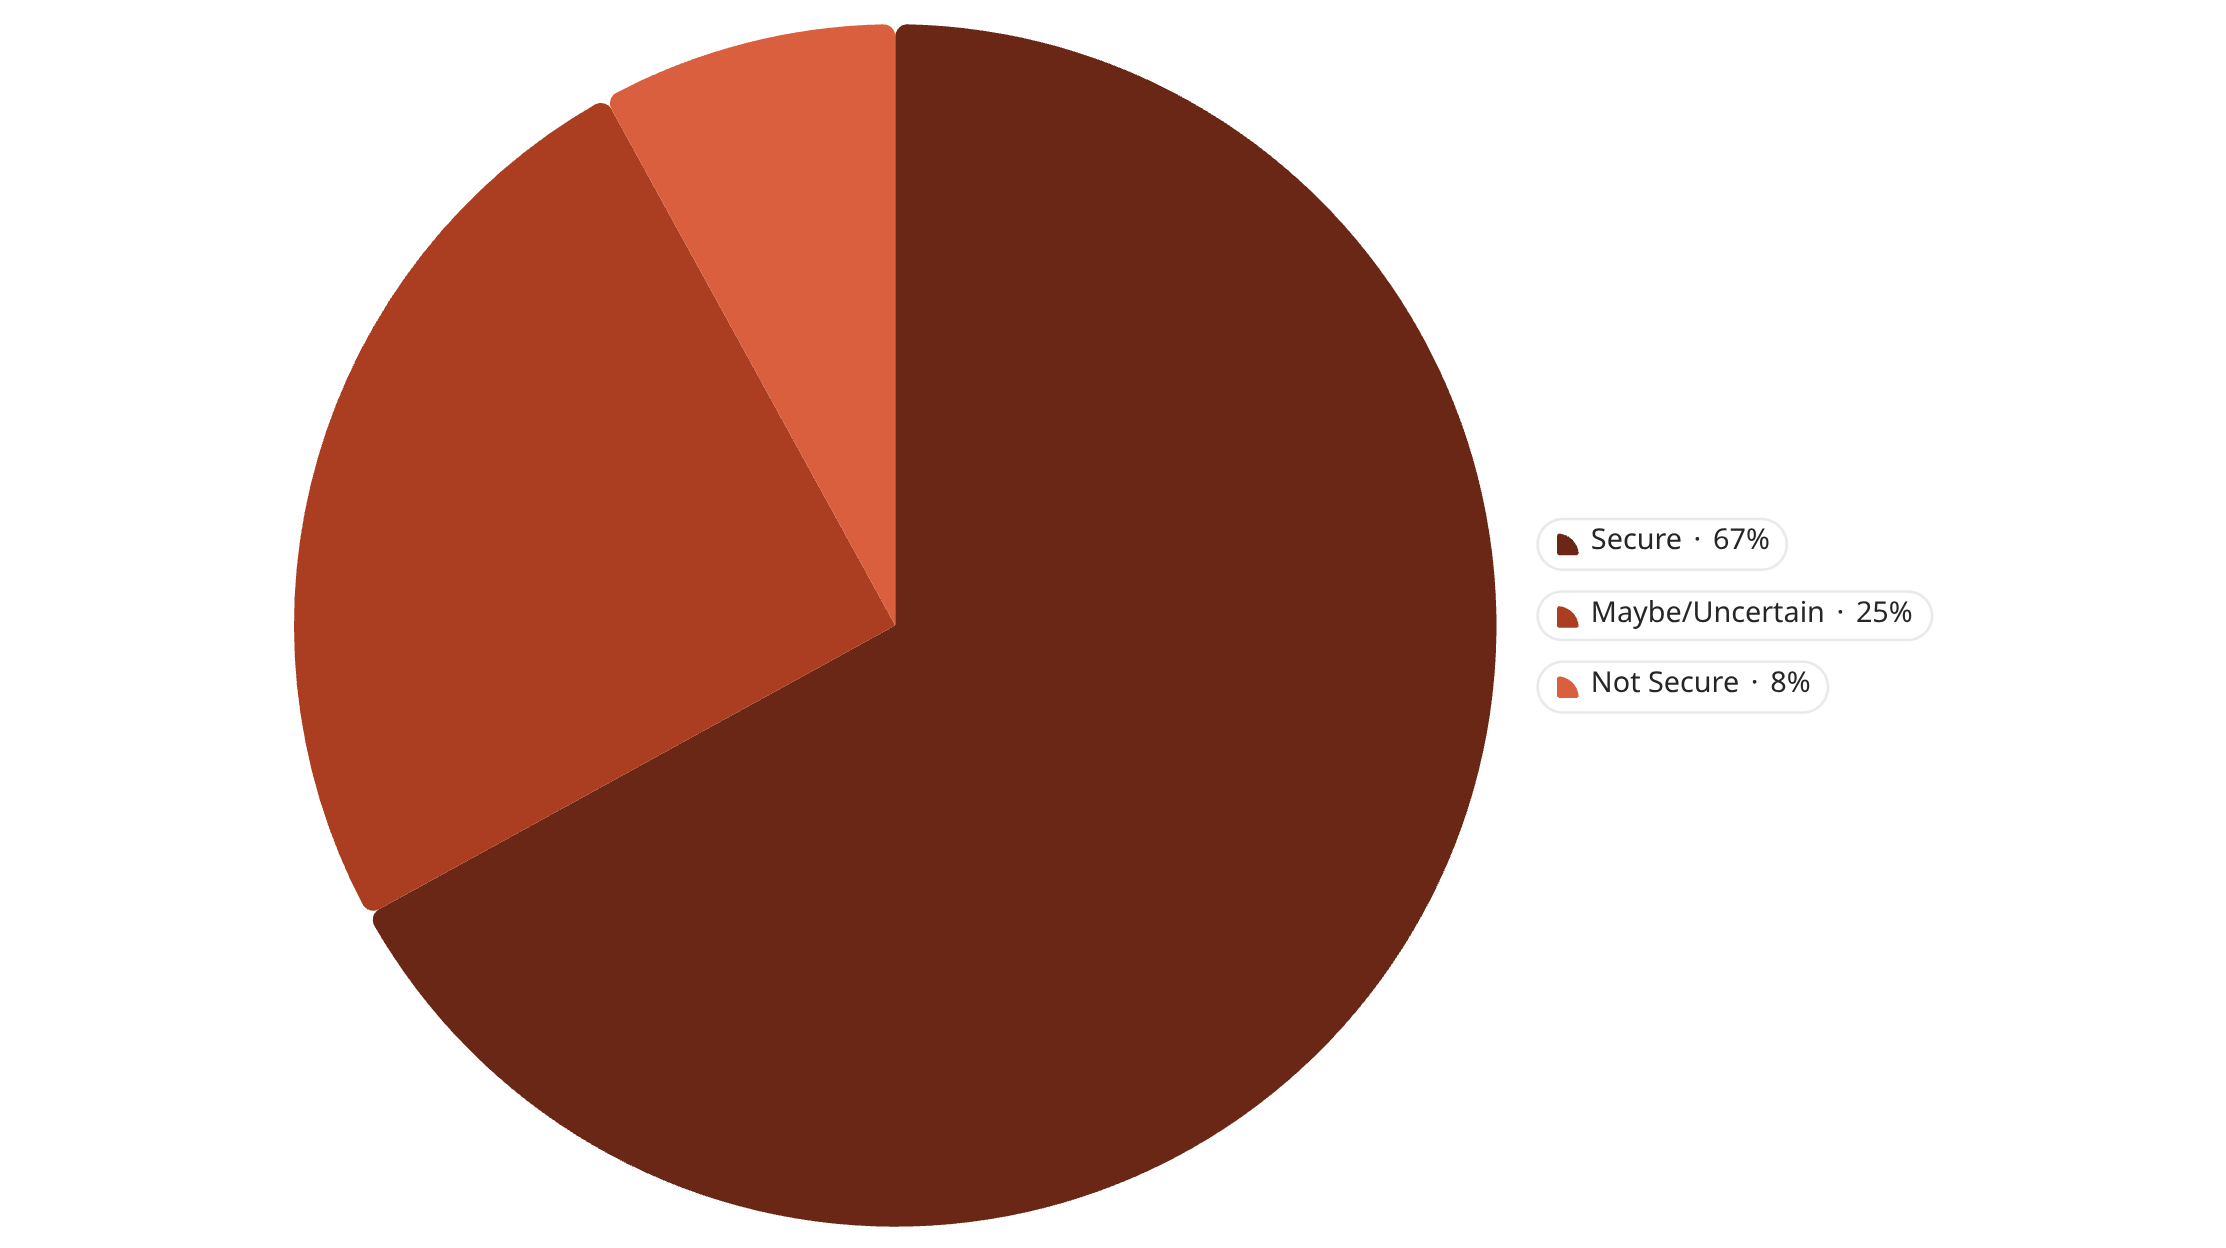 Secure · 67%
Maybe/Uncertain · 25%
Not Secure · 8%